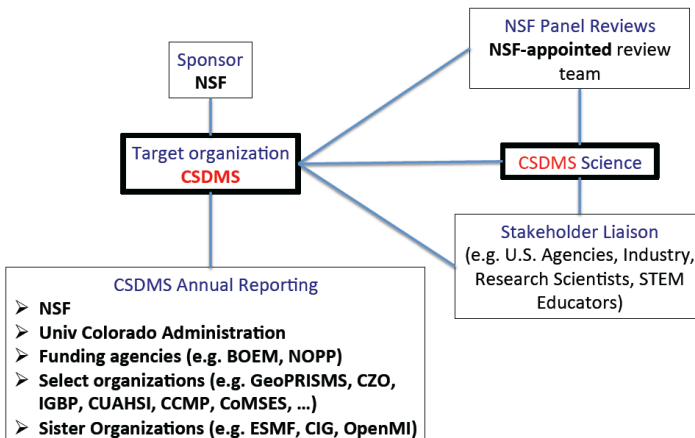 Sponsor
NSF
NSF Panel Reviews
NSF-appointed review
team
Target organization
CSDMS
CSDMS Science
Stakeholder Liaison
(e.g. U.S. Agencies, Industry,
Research Scientists, STEM
Educators)
CSDMS Annual Reporting
➢ NSF
➢ Univ Colorado Administration
➢ Funding agencies (e.g. BOEM, NOPP)
➢ Select organizations (e.g. GeoPRISMS, CZO,
IGBP, CUAHSI, CCMP, CoMSES, ...)
➢ Sister Organizations (e.g. ESMF, CIG, OpenMI)